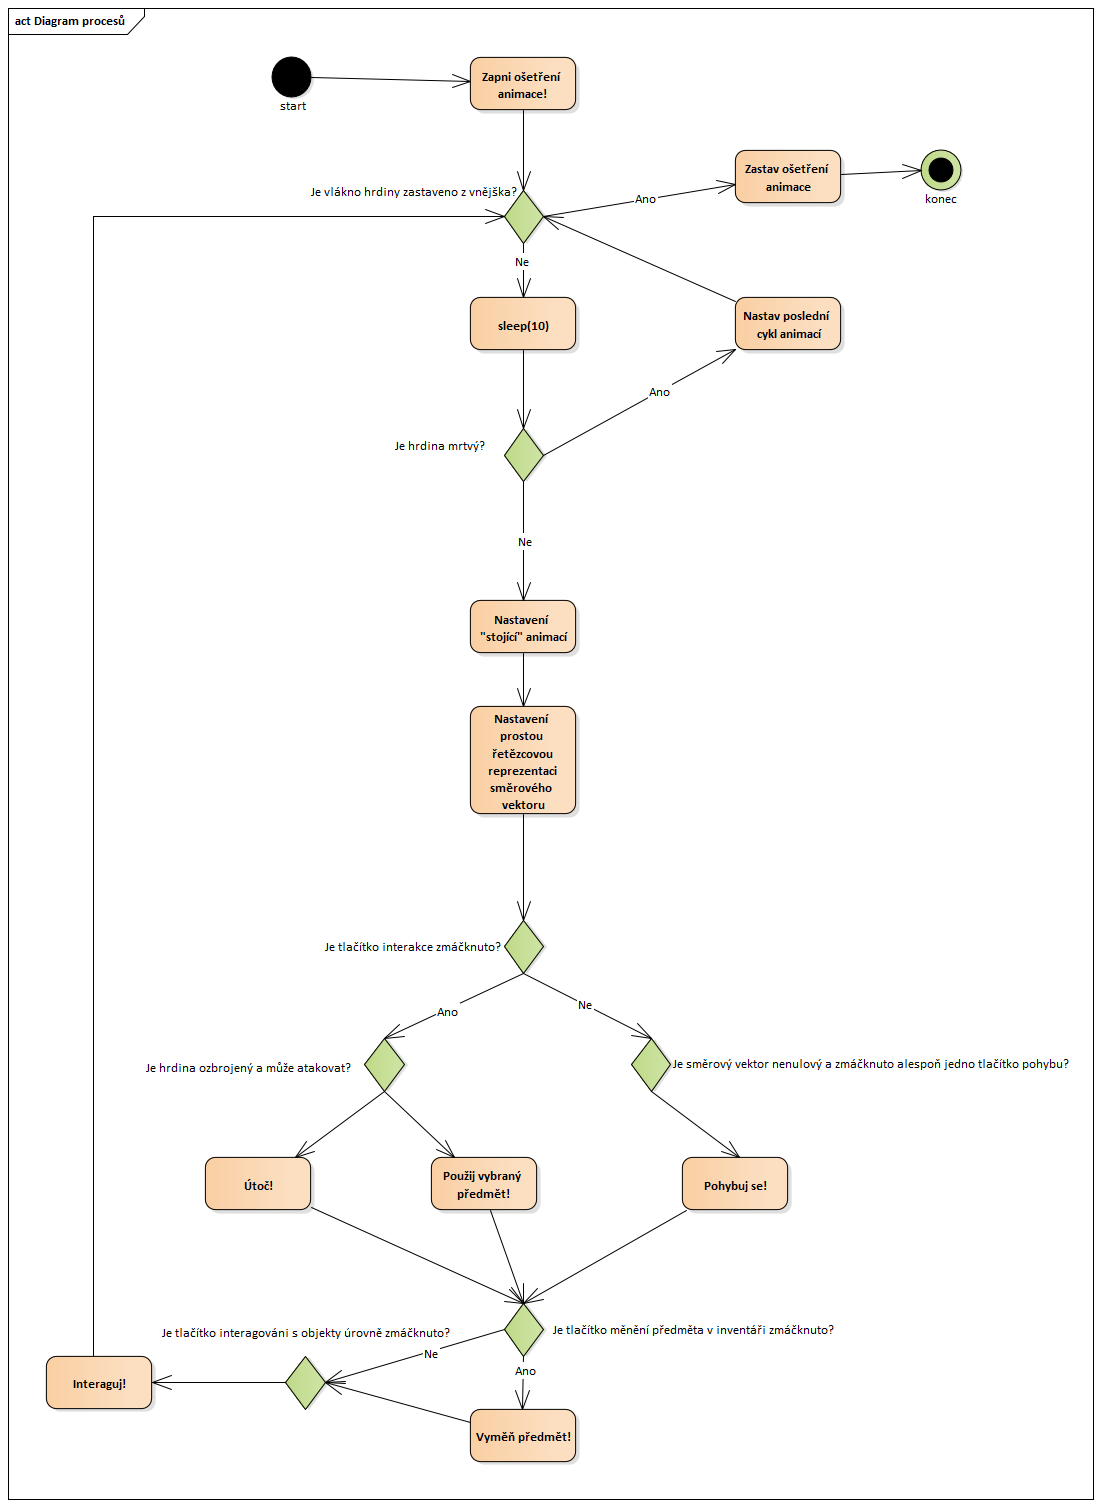 act Diagram procesů
start
Zapni ošetření
animace!
Zastav ošetření
animace
konec
Je vlákno hrdiny zastaveno z vnějška?
Ano
Ne
sleep(10)
Nastav poslední
cykl animací
Ano
Je hrdina mrtvý?
Ne
Nastavení
"stojící" animací
Nastavení
prostou
řetězcovou
reprezentaci
směrového
vektoru
Je tlačítko interakce zmáčknuto?
Ano
Ne
Je hrdina ozbrojený a může atakovat?
Je směrový vektor nenulový a zmáčknuto alespoň jedno tlačítko pohybu?
Útoč!
Použij vybraný
předmět!
Pohybuj se!
Je tlačítko interagováni s objekty úrovně zmáčknuto?
Je tlačítko měnění předměta v inventáři zmáčknuto?
Ne
Ano
Interaguj!
Vyměň předmět!